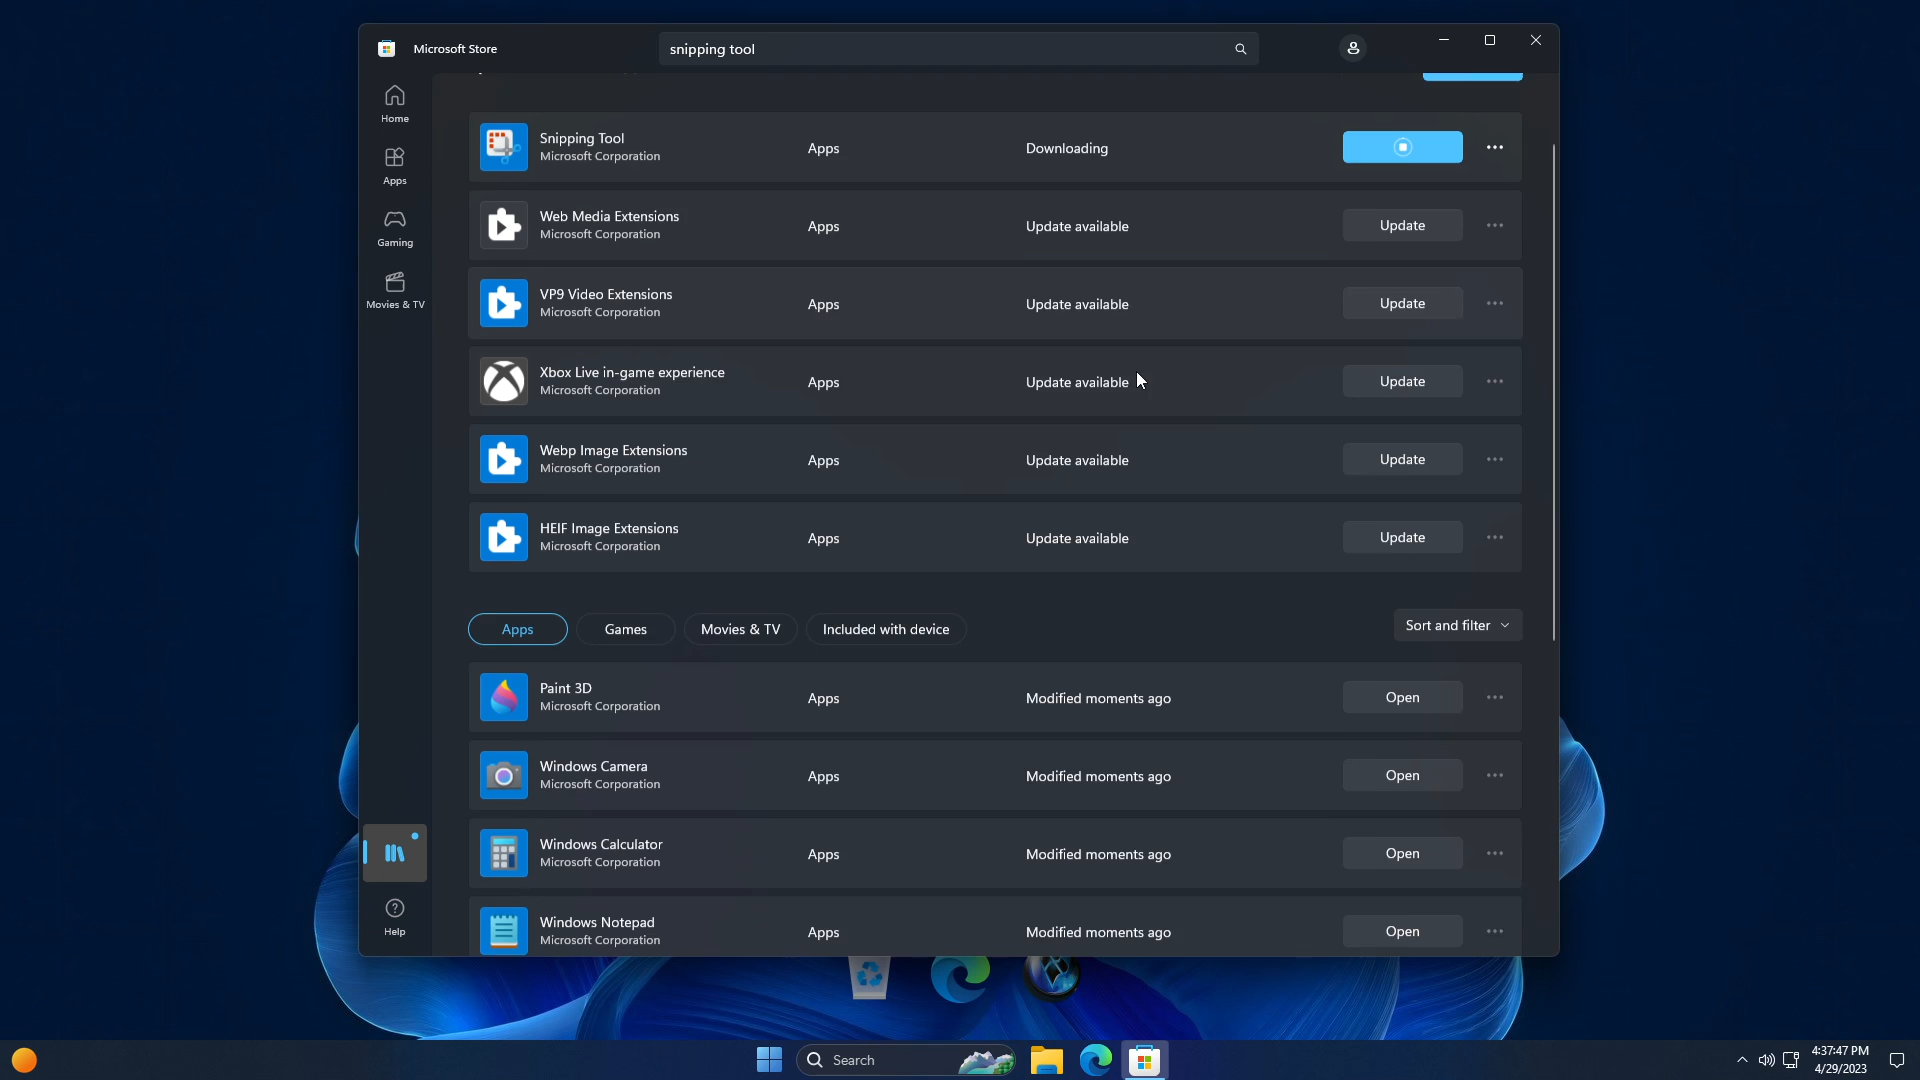 Microsoft Store
snipping tool
Home
Apps
Gaming
Movies & TV
Help
Snipping Tool
Microsoft Corporation
Apps
Downloading
Web Media Extensions
Microsoft Corporation
Apps
Update available
Update
VP9 Video Extensions
Microsoft Corporation
Apps
Update available
Update
Xbox Live in-game experience
Microsoft Corporation
Apps
Update available
Update
Webp Image Extensions
Microsoft Corporation
Apps
Update available
Update
HEIF Image Extensions
Microsoft Corporation
Apps
Update available
Update
Apps
Games
Movies & TV
Included with device
Sort and filter
Paint 3D
Microsoft Corporation
Apps
Modified moments ago
Open
Windows Camera
Microsoft Corporation
Apps
Modified moments ago
Open
Windows Calculator
Microsoft Corporation
Apps
Modified moments ago
Open
Windows Notepad
Microsoft Corporation
Apps
Modified moments ago
Open
Search
4:37:47 PM
4/29/2023